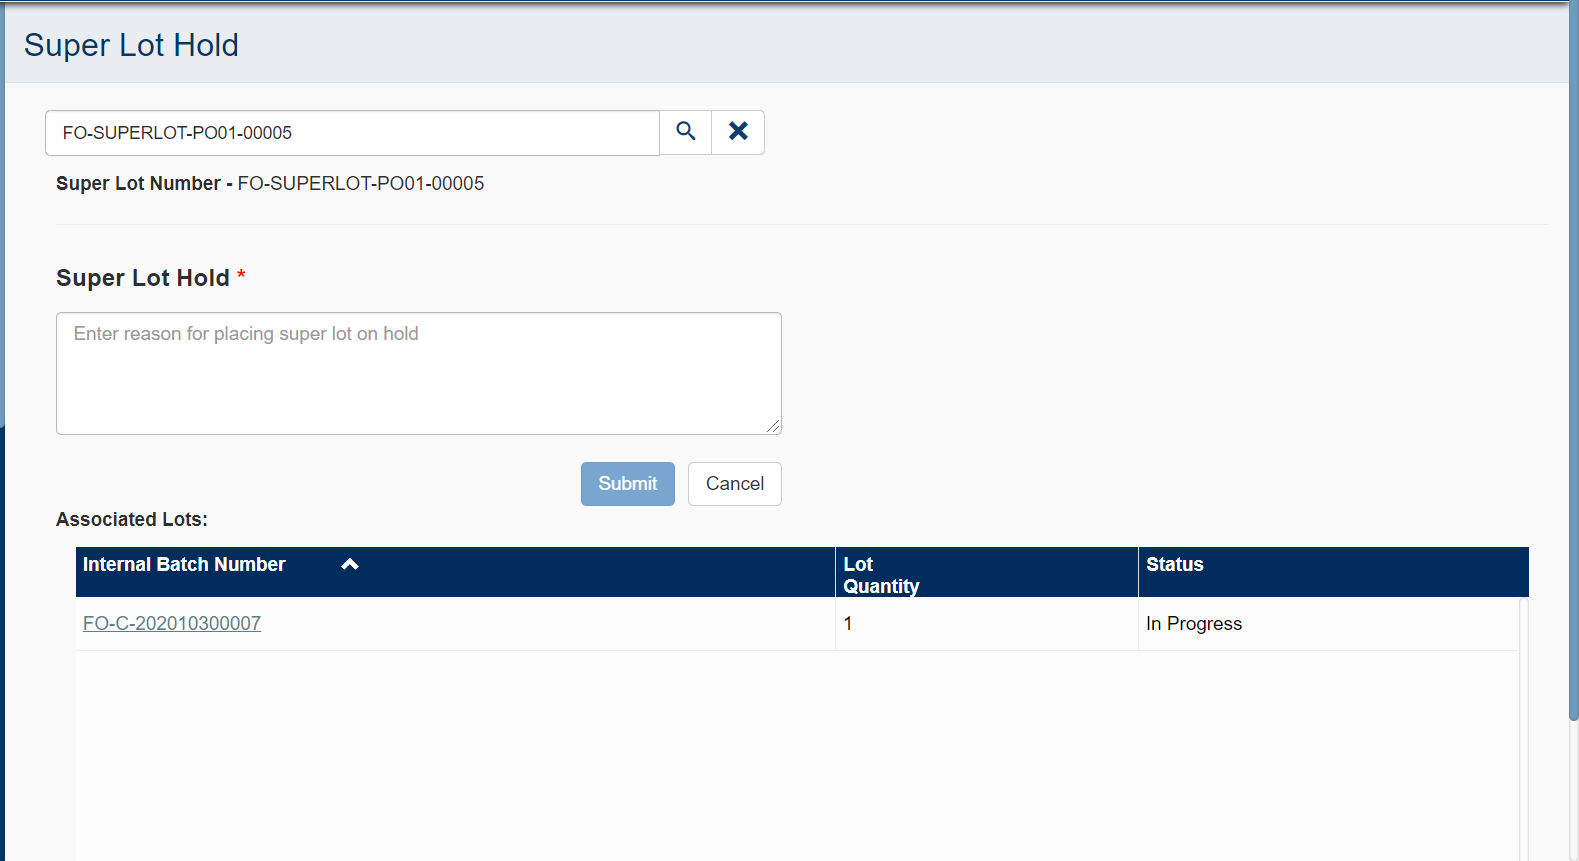 Super Lot Hold
FO-SUPERLOT-PO01-00005
Super Lot Number - FO-SUPERLOT-PO01-00005
Super Lot Hold *
Enter reason for placing super lot on hold
Submit Cancel
Associated Lots:
Internal Batch Number Lot Quantity Status
FO-C-202010300007 1 In Progress